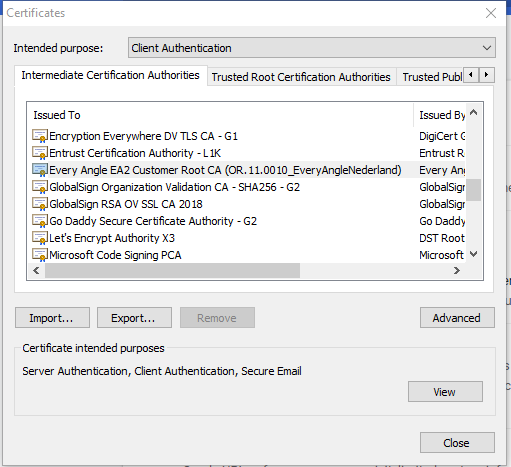 Certificates
Intended purpose: Client Authentication
Intermediate Certification Authorities Trusted Root Certification Authorities Trusted Publ
Issued To Issued By
Encryption Everywhere DV TLS CA - G1 DigiCert G
Entrust Certification Authority - L1K Entrust R
Every Angle EA2 Customer Root CA (OR.11.0010_EveryAngleNederland) Every Ang
GlobalSign Organization Validation CA - SHA256 - G2 GlobalSign
GlobalSign RSA OV SSL CA 2018 GlobalSign
Go Daddy Secure Certificate Authority - G2 Go Daddy
Let's Encrypt Authority X3 DST Root
Microsoft Code Signing PCA Microsoft
Import... Export... Remove Advanced
Certificate intended purposes
Server Authentication, Client Authentication, Secure Email
View
Close